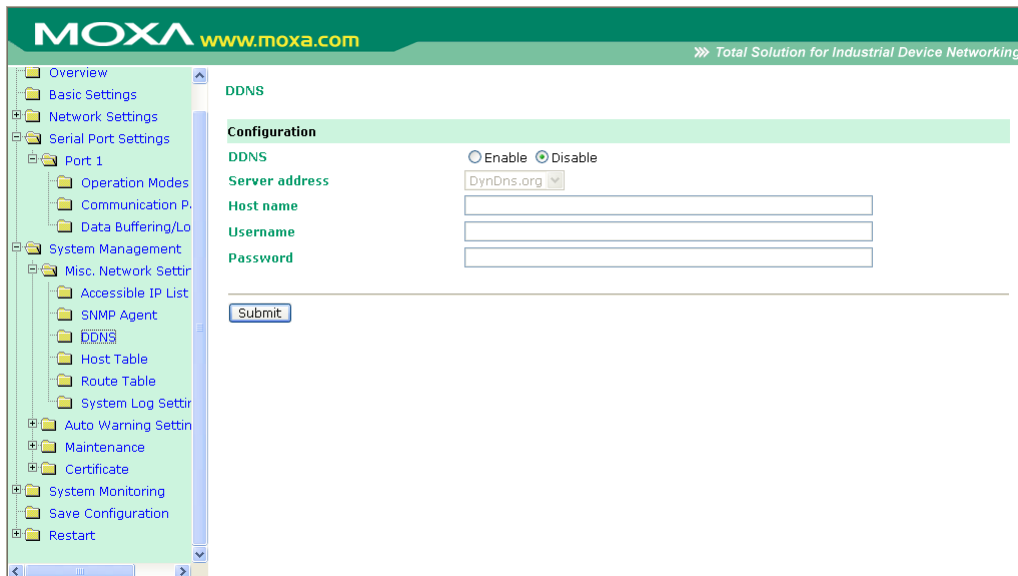 MOXA www.moxa.com
Total Solution for Industrial Device Networking
Overview
Basic Settings
Network Settings
Serial Port Settings
Port 1
Operation Modes
Communication P
Data Buffering/Lo
System Management
Misc. Network Settin
Accessible IP List
SNMP Agent
DDNS
Host Table
Route Table
System Log Settin
Auto Warning Settin
Maintenance
Certificate
System Monitoring
Save Configuration
Restart
DDNS
Configuration
DDNS Enable Disable
Server address DynDns.org
Host name
Username
Password
Submit